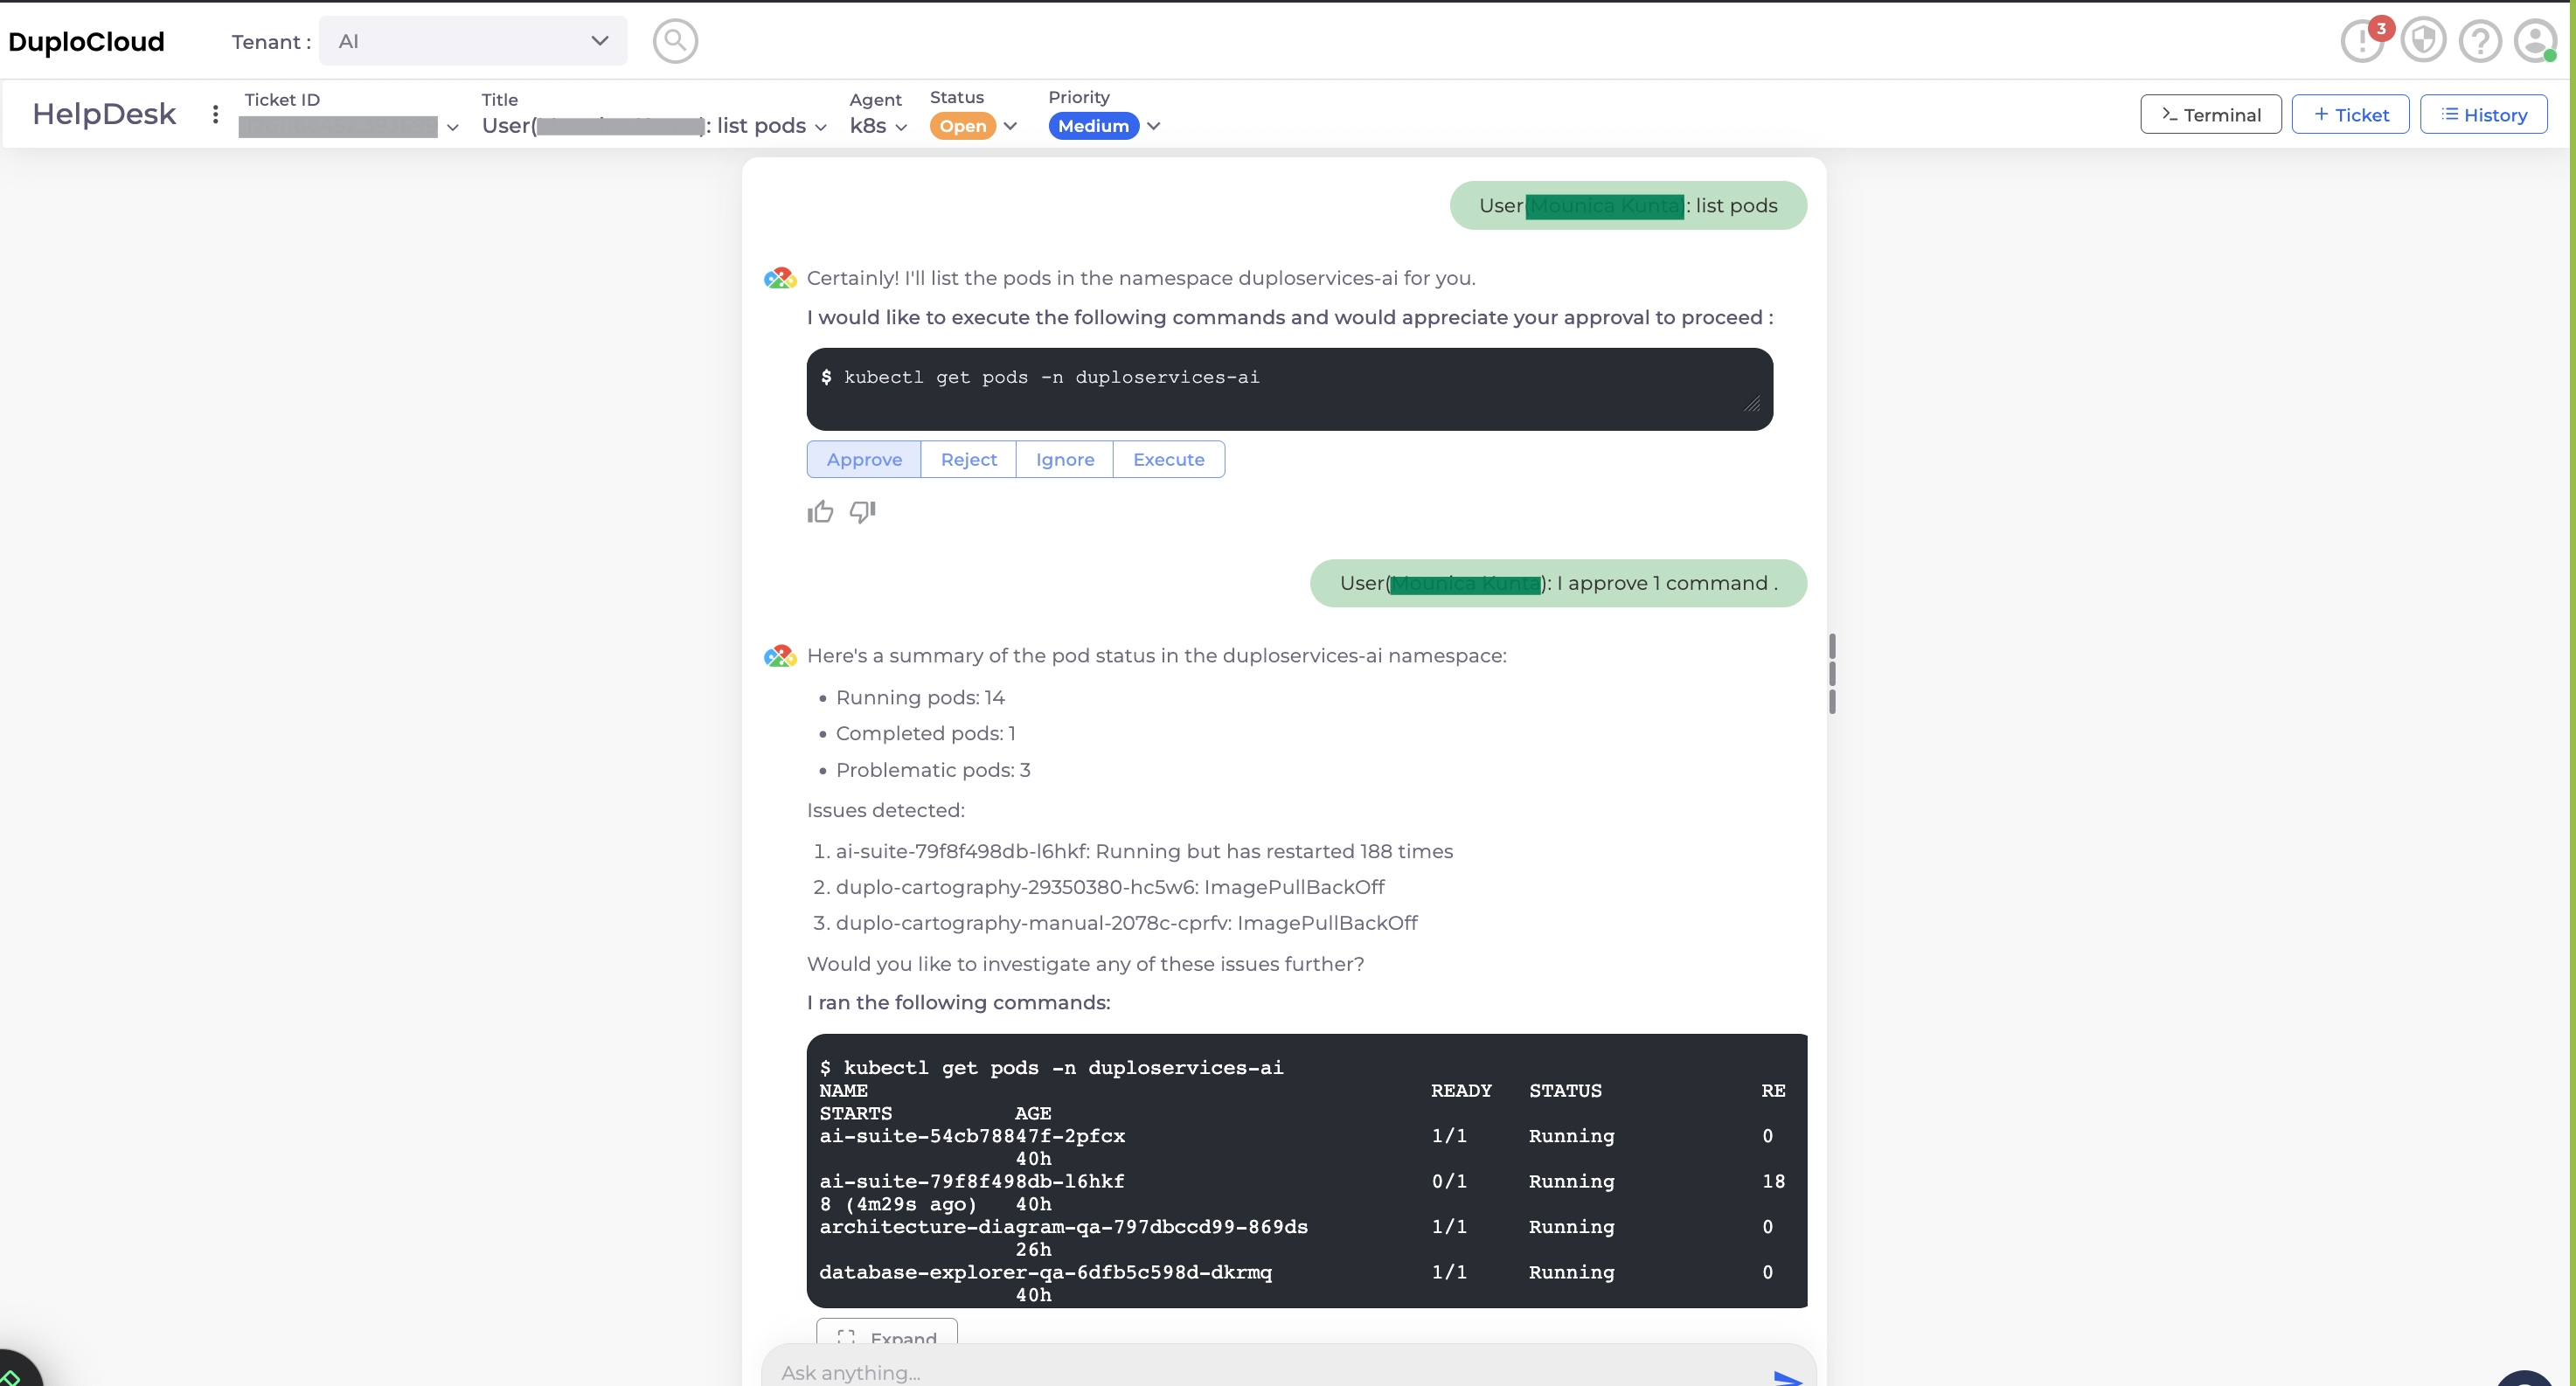 DuploCloud
Tenant :
AI
3
HelpDesk
Ticket ID
Title
User( ): list pods
Agent
k8s
Status
Open
Priority
Medium
>_ Terminal
+ Ticket
History
User : list pods
Certainly! I'll list the pods in the namespace duploservices-ai for you.
I would like to execute the following commands and would appreciate your approval to proceed :
$ kubectl get pods -n duploservices-ai
Approve
Reject
Ignore
Execute
User( ): I approve 1 command .
Here's a summary of the pod status in the duploservices-ai namespace:
• Running pods: 14
• Completed pods: 1
• Problematic pods: 3
Issues detected:
1. ai-suite-79f8f498db-l6hkf: Running but has restarted 188 times
2. duplo-cartography-29350380-hc5w6: ImagePullBackOff
3. duplo-cartography-manual-2078c-cprfv: ImagePullBackOff
Would you like to investigate any of these issues further?
I ran the following commands:
$ kubectl get pods -n duploservices-ai
NAME READY STATUS RE
STARTS AGE
ai-suite-54cb78847f-2pfcx 1/1 Running 0
40h
ai-suite-79f8f498db-l6hkf 0/1 Running 18
8 (4m29s ago) 40h
architecture-diagram-qa-797dbccd99-869ds 1/1 Running 0
26h
database-explorer-qa-6dfb5c598d-dkrmq 1/1 Running 0
40h
Expand
Ask anything...